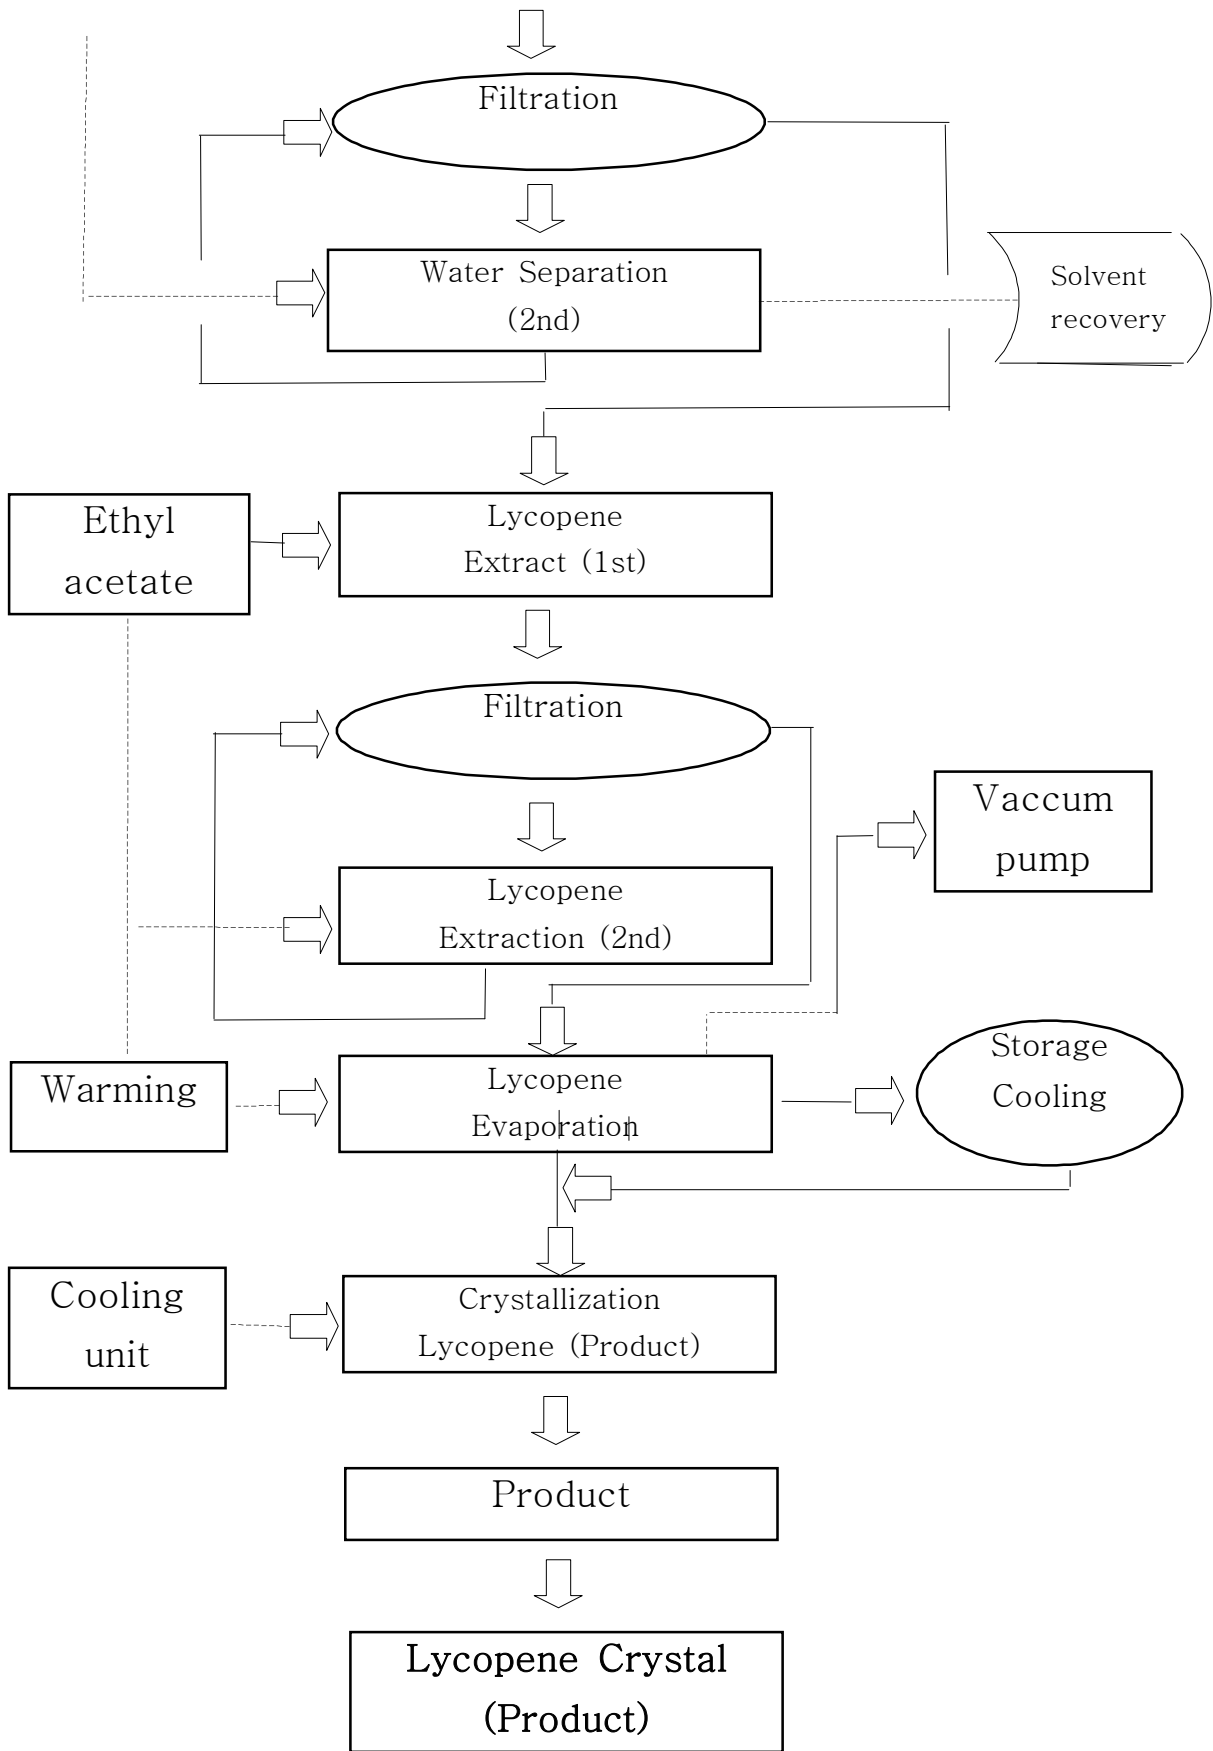 Filtration
Water Separation
(2nd)
Solvent
recovery
Ethyl
acetate
Lycopene
Extract (1st)
Filtration
Vaccum
pump
Lycopene
Extraction (2nd)
Warming
Lycopene
Evaporation
Storage
Cooling
Cooling
unit
Crystallization
Lycopene (Product)
Product
Lycopene Crystal
(Product)